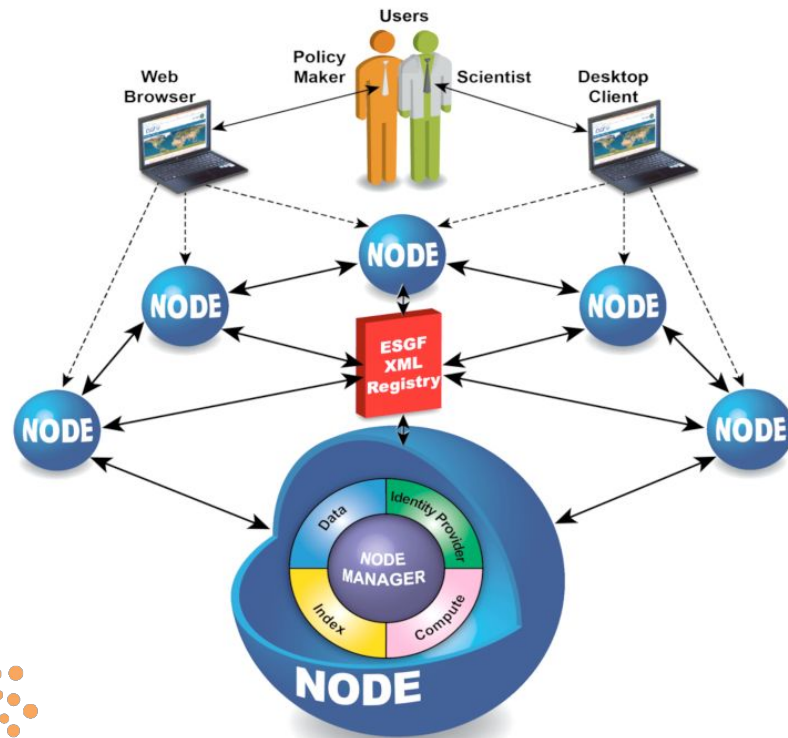 Users
Policy
Maker
Scientist
Web
Browser
Desktop
Client
NODE
NODE
NODE
ESGF
XML
Registry
NODE
NODE
Data
Identity Provider
NODE
MANAGER
Index
Compute
NODE